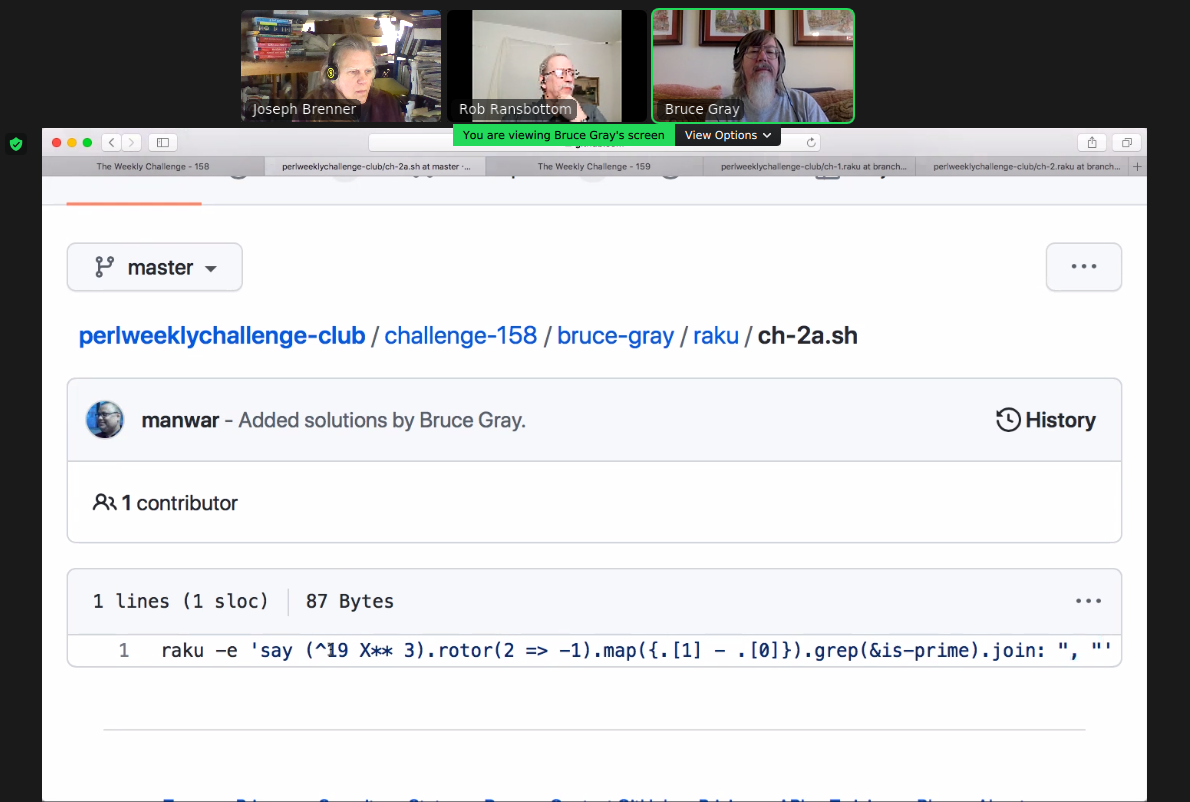 Joseph Brenner
Rob Ransbottom
Bruce Gray
You are viewing Bruce Gray's screen
View Options
The Weekly Challenge - 158
perlweeklychallenge-club/ch-2a.sh at master -...
The Weekly Challenge - 159
perlweeklychallenge-club/ch-1.raku at branch...
perlweeklychallenge-club/ch-2.raku at branch...
master
perlweeklychallenge-club / challenge-158 / bruce-gray / raku / ch-2a.sh
manwar - Added solutions by Bruce Gray.
History
1 contributor
1 lines (1 sloc)
87 Bytes
1 raku -e 'say (^19 X** 3).rotor(2 => -1).map({.[1] - .[0]}).grep(&is-prime).join: ", "'